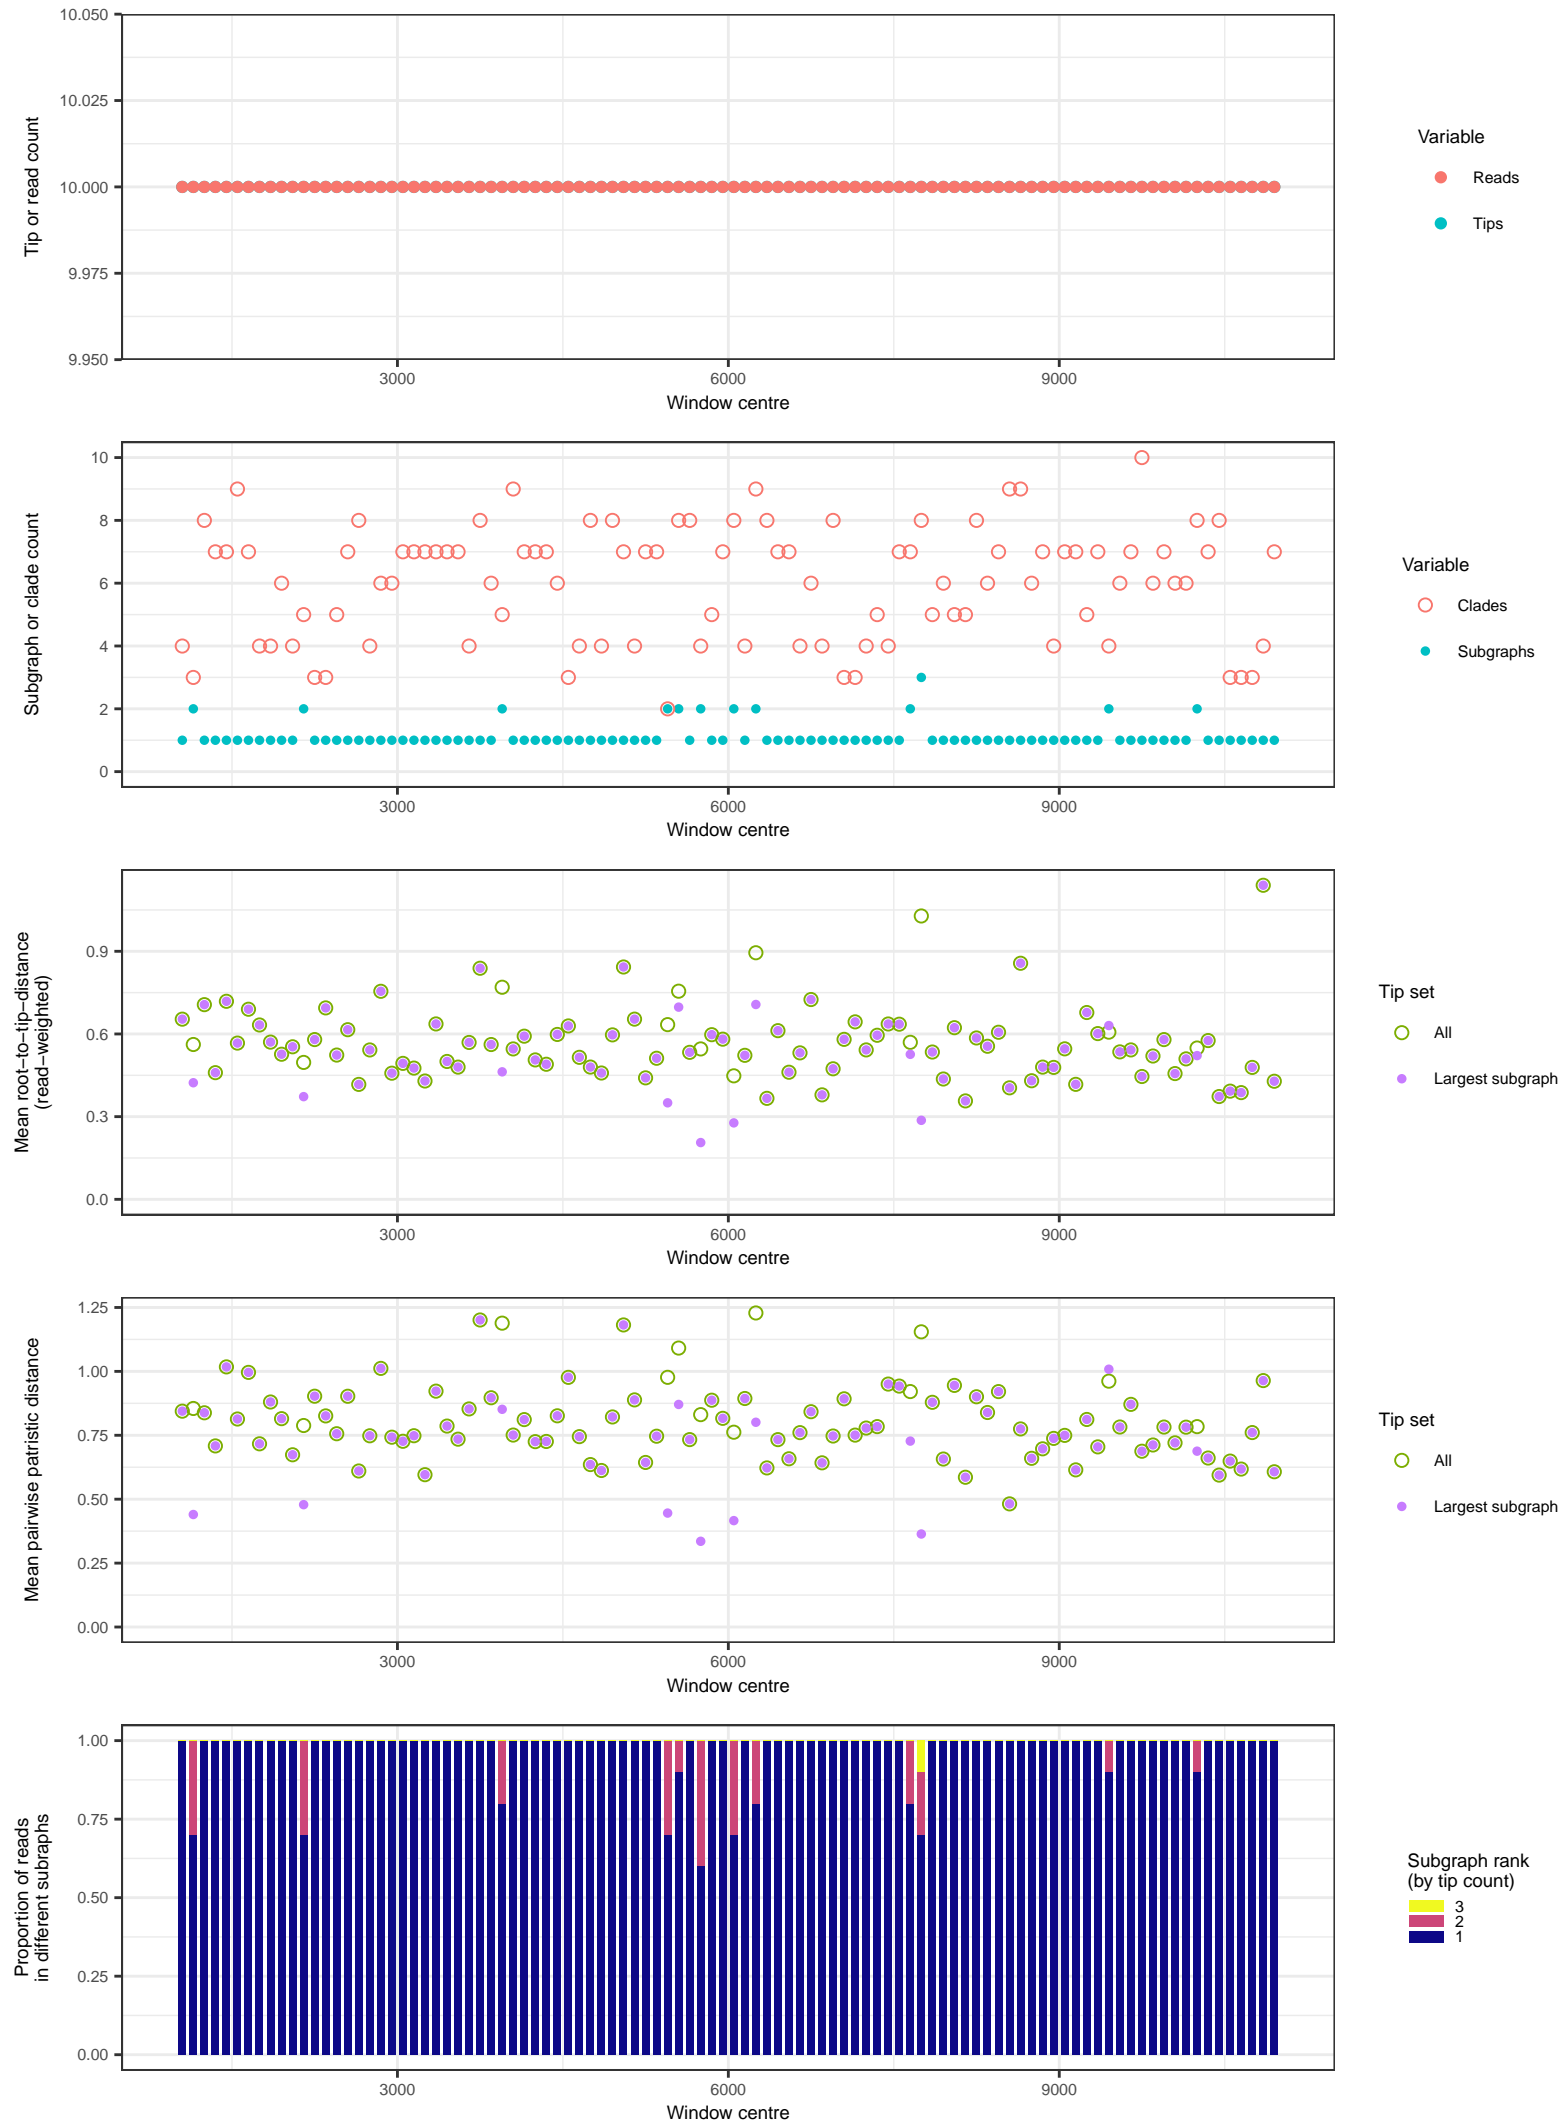 10.050
10.025
10.000
9.975
9.950
Tip or read count
3000 6000 9000
Window centre
Variable
Reads
Tips
10
8
6
4
2
0
Subgraph or clade count
3000 6000 9000
Window centre
Variable
Clades
Subgraphs
0.9
0.6
0.3
0.0
Mean root−to−tip−distance
(read−weighted)
3000 6000 9000
Window centre
Tip set
All
Largest subgraph
1.25
1.00
0.75
0.50
0.25
0.00
Mean pairwise patristic distance
3000 6000 9000
Window centre
Tip set
All
Largest subgraph
1.00
0.75
0.50
0.25
0.00
Proportion of reads
in different subraphs
3000 6000 9000
Window centre
Subgraph rank
(by tip count)
3
2
1